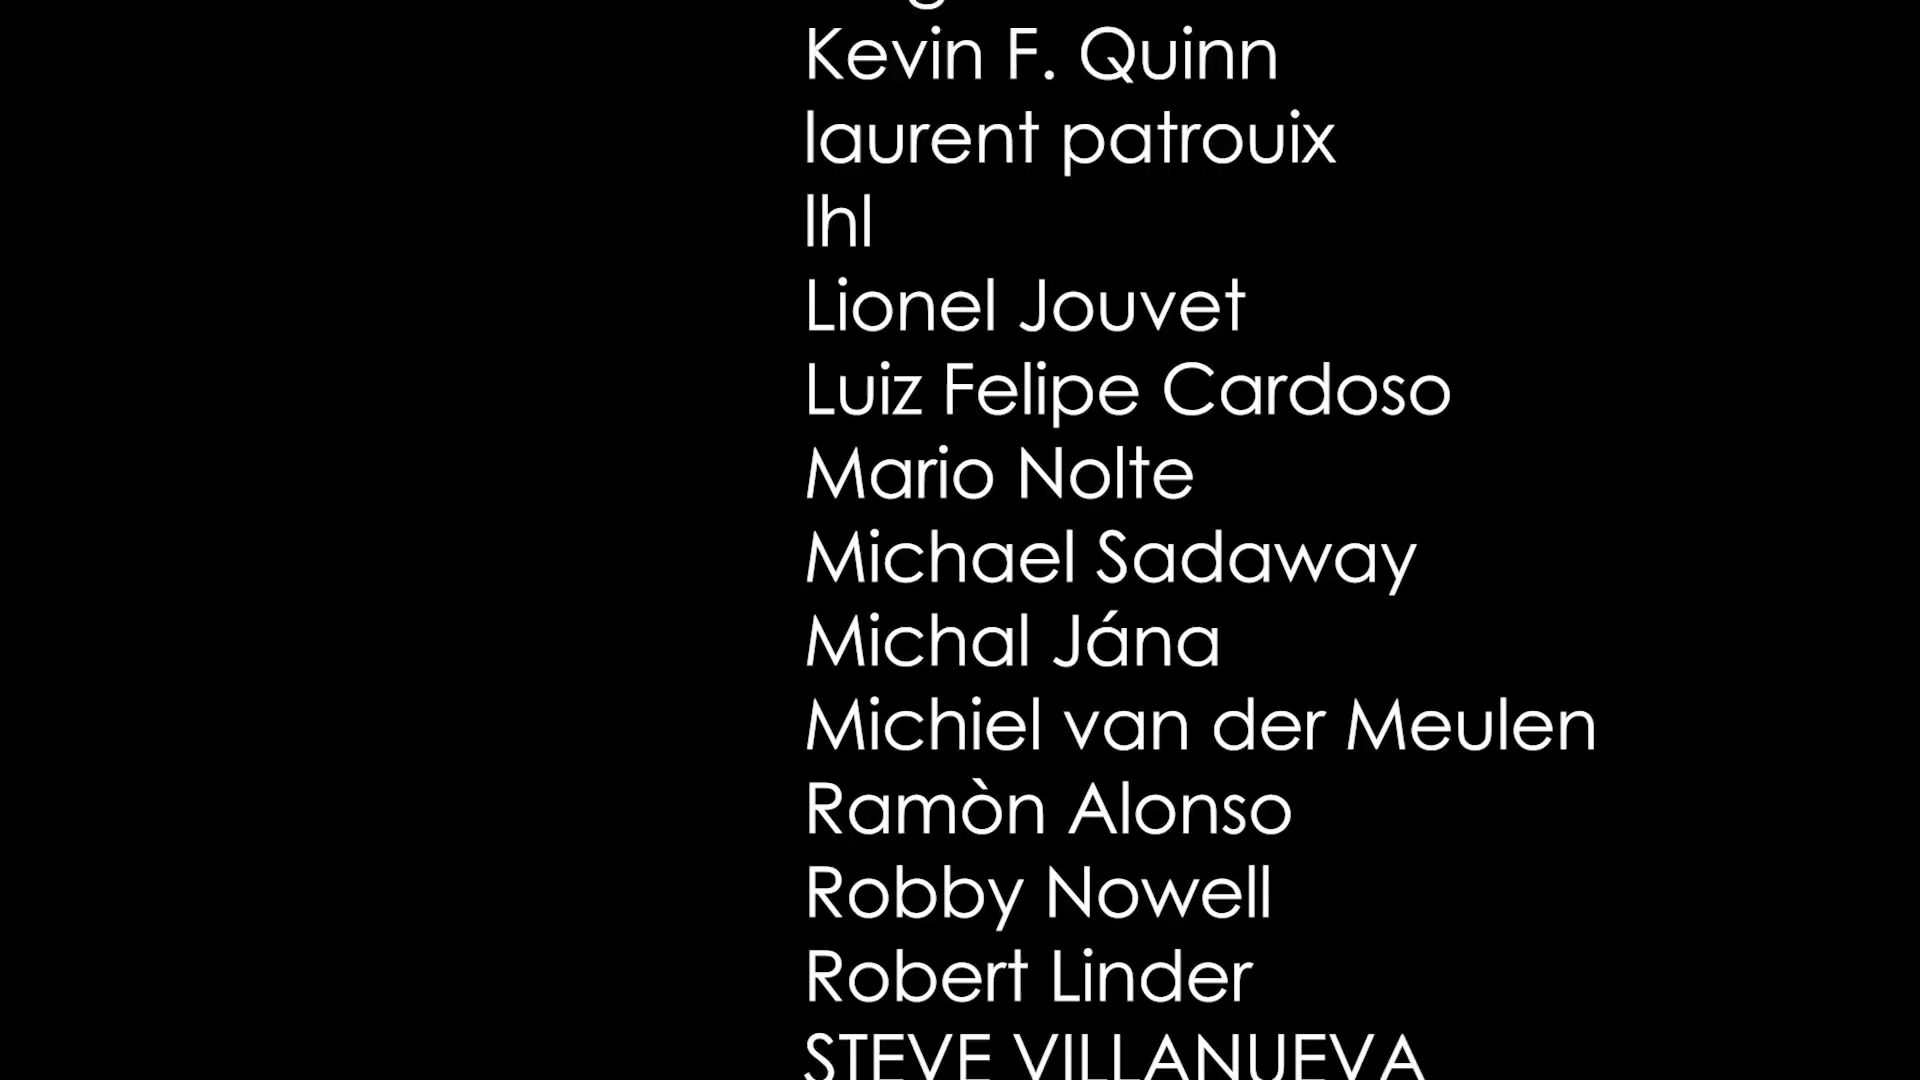 Kevin F. Quinn
laurent patrouix
lhl
Lionel Jouvet
Luiz Felipe Cardoso
Mario Nolte
Michael Sadaway
Michal Jána
Michiel van der Meulen
Ramòn Alonso
Robby Nowell
Robert Linder
STEVE VILLANUEVA